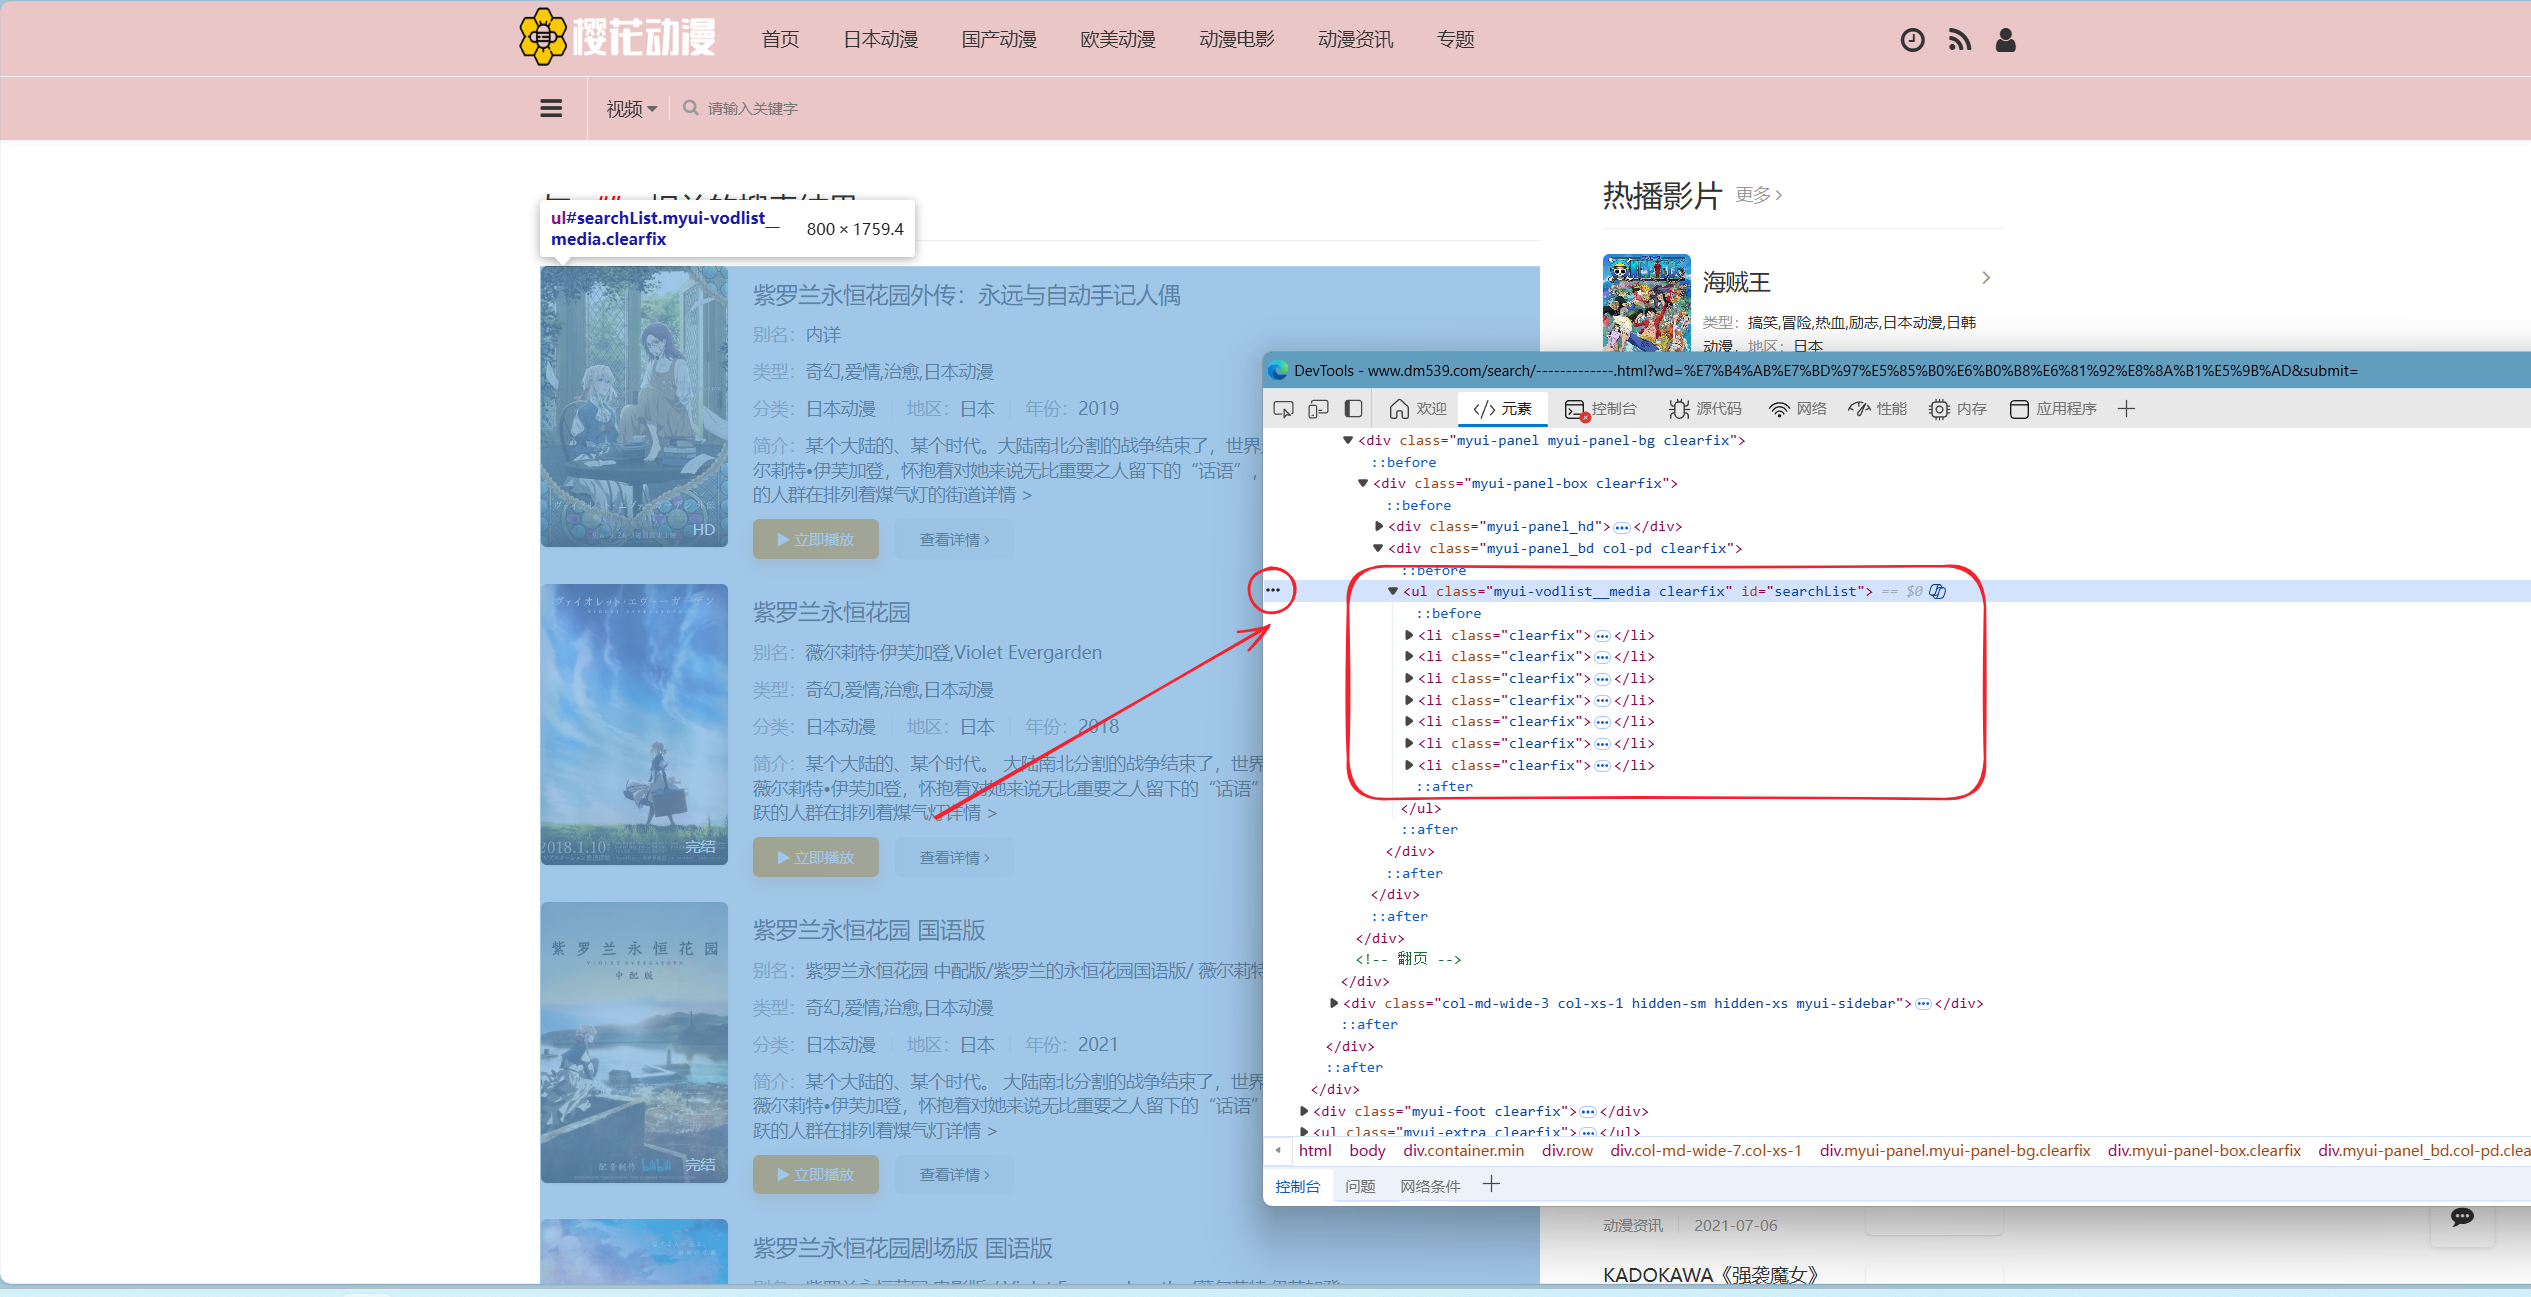 樱花动漫
首页 日本动漫 国产动漫 欧美动漫 动漫电影 动漫资讯 专题
视频 请输入关键字
ul#searchList.myui-vodlist__media.clearfix 800 × 1759.4
紫罗兰永恒花园外传：永远与自动手记人偶
别名：内详
类型：奇幻,爱情,治愈,日本动漫
分类：日本动漫 地区：日本 年份：2019
简介：某个大陆的、某个时代。大陆南北分割的战争结束了，世界
尔莉特•伊芙加登，怀抱着对她来说无比重要之人留下的“话语”，
的人群在排列着煤气灯的街道详情 >
HD
立即播放 查看详情 >
紫罗兰永恒花园
别名：薇尔莉特·伊芙加登,Violet Evergarden
类型：奇幻,爱情,治愈,日本动漫
分类：日本动漫 地区：日本 年份：2018
简介：某个大陆的、某个时代。 大陆南北分割的战争结束了，世界
薇尔莉特•伊芙加登，怀抱着对她来说无比重要之人留下的“话语”
跃的人群在排列着煤气灯详情 >
ヴァイオレット・エヴァーガーデン
2018.1.10
完结
立即播放 查看详情 >
紫罗兰永恒花园 国语版
别名：紫罗兰永恒花园 中配版/紫罗兰的永恒花园国语版/ 薇尔莉特
类型：奇幻,爱情,治愈,日本动漫
分类：日本动漫 地区：日本 年份：2021
简介：某个大陆的、某个时代。 大陆南北分割的战争结束了，世界
薇尔莉特•伊芙加登，怀抱着对她来说无比重要之人留下的“话语”
跃的人群在排列着煤气灯详情 >
紫罗兰永恒花园
VIOLET EVERGARDEN
中配版
配音制作 bilibili
完结
立即播放 查看详情 >
紫罗兰永恒花园剧场版 国语版
热播影片 更多 >
海贼王
类型：搞笑,冒险,热血,励志,日本动漫,日韩
动漫，地区：日本
DevTools - www.dm539.com/search/-------------.html?wd=%E7%B4%AB%E7%BD%97%E5%85%B0%E6%B0%B8%E6%81%92%E8%8A%B1%E5%9B%AD&submit=
欢迎 </> 元素 控制台 源代码 网络 性能 内存 应用程序 +
<div class="myui-panel myui-panel-bg clearfix">
::before
<div class="myui-panel-box clearfix">
::before
<div class="myui-panel_hd">…</div>
<div class="myui-panel_bd col-pd clearfix">
::before
… <ul class="myui-vodlist__media clearfix" id="searchList"> == $0
::before
<li class="clearfix">…</li>
<li class="clearfix">…</li>
<li class="clearfix">…</li>
<li class="clearfix">…</li>
<li class="clearfix">…</li>
<li class="clearfix">…</li>
<li class="clearfix">…</li>
::after
</ul>
::after
</div>
::after
</div>
::after
</div>
<!-- 翻页 -->
</div>
<div class="col-md-wide-3 col-xs-1 hidden-sm hidden-xs myui-sidebar">…</div>
::after
</div>
::after
</div>
<div class="myui-foot clearfix">…</div>
<ul class="myui-extra clearfix">…</ul>
html body div.container.min div.row div.col-md-wide-7.col-xs-1 div.myui-panel.myui-panel-bg.clearfix div.myui-panel-box.clearfix div.myui-panel_bd.col-pd.clea
控制台 问题 网络条件 +
动漫资讯 2021-07-06
KADOKAWA《强袭魔女》